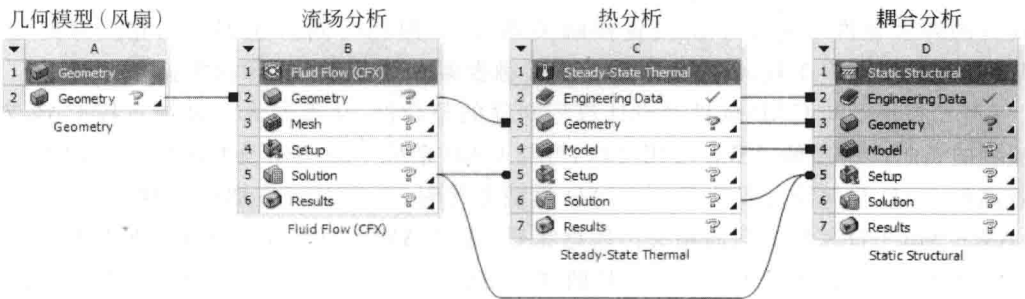 几何模型(风扇)
流场分析
热分析
耦合分析
A
1 Geometry
2 Geometry ?
Geometry
B
1 Fluid Flow (CFX)
2 Geometry ?
3 Mesh ?
4 Setup ?
5 Solution ?
6 Results ?
Fluid Flow (CFX)
C
1 Steady-State Thermal
2 Engineering Data ✓
3 Geometry ?
4 Model ?
5 Setup ?
6 Solution ?
7 Results ?
Steady-State Thermal
D
1 Static Structural
2 Engineering Data ✓
3 Geometry ?
4 Model ?
5 Setup ?
6 Solution ?
7 Results ?
Static Structural